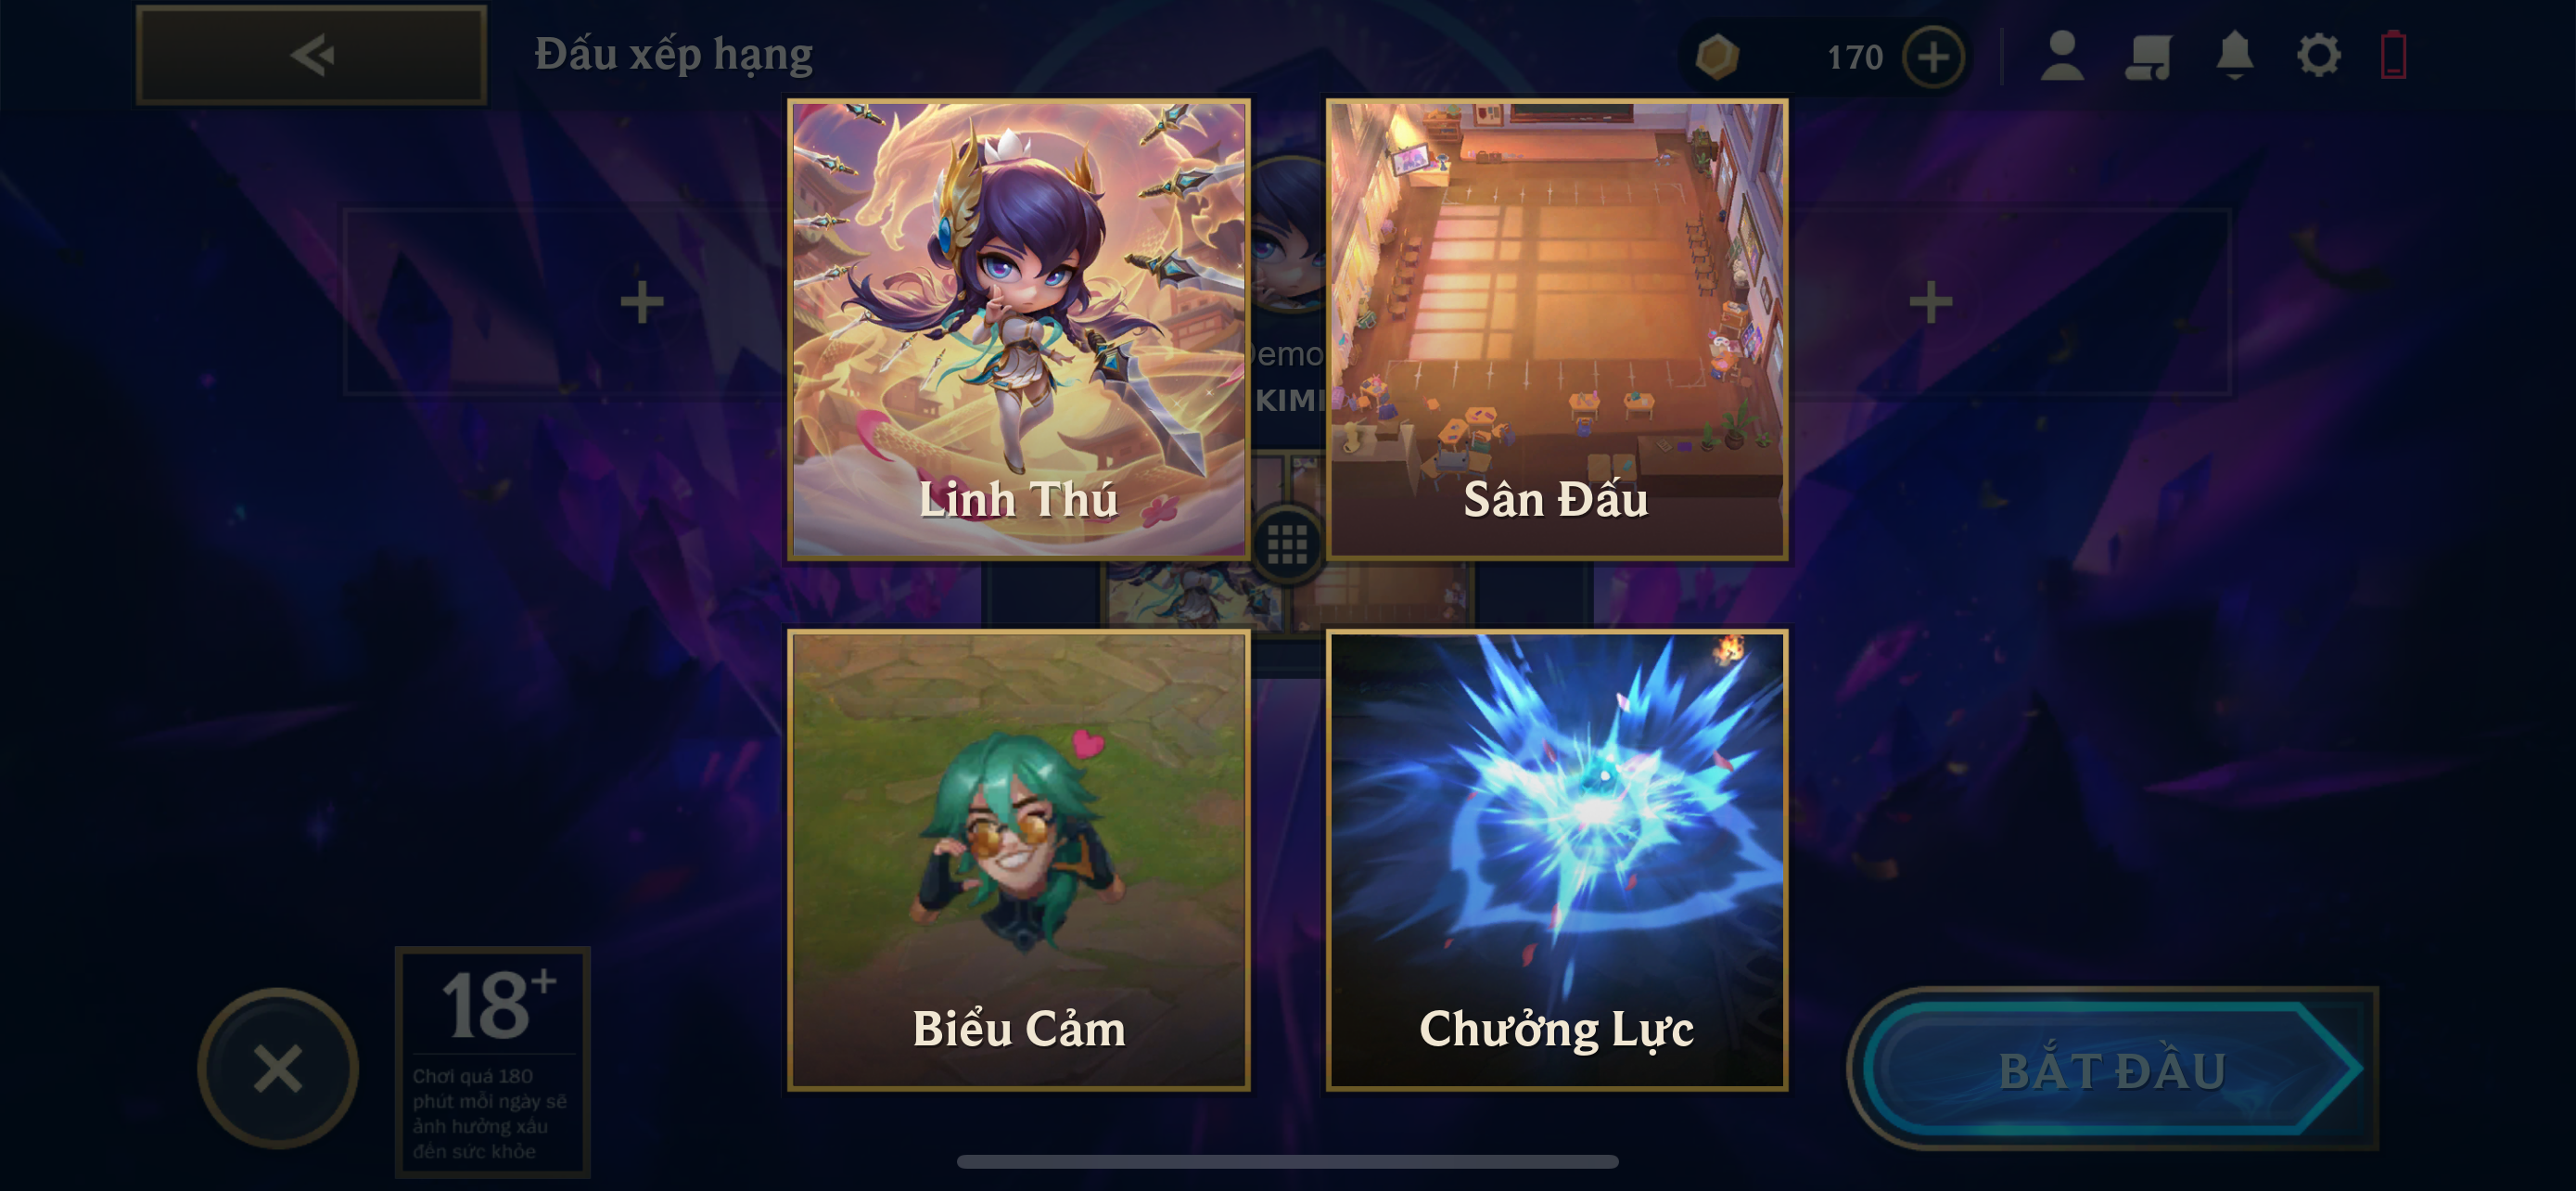 Đấu xếp hạng
170
Linh Thú
Sân Đấu
Demo
KIM
Biểu Cảm
Chưởng Lực
18+
Chơi quá 180
phút mỗi ngày sẽ
ảnh hưởng xấu
đến sức khỏe
BẮT ĐẦU